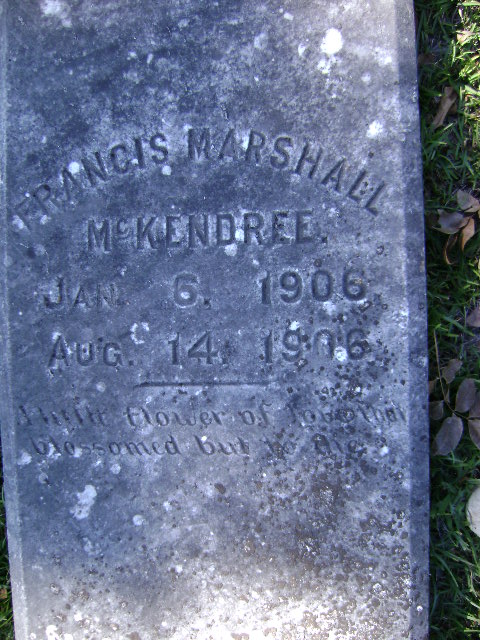 FRANCIS MARSHALL
McKENDREE.
JAN. 6. 1906
AUG. 14. 1906
little flower of love that
blossomed but to die